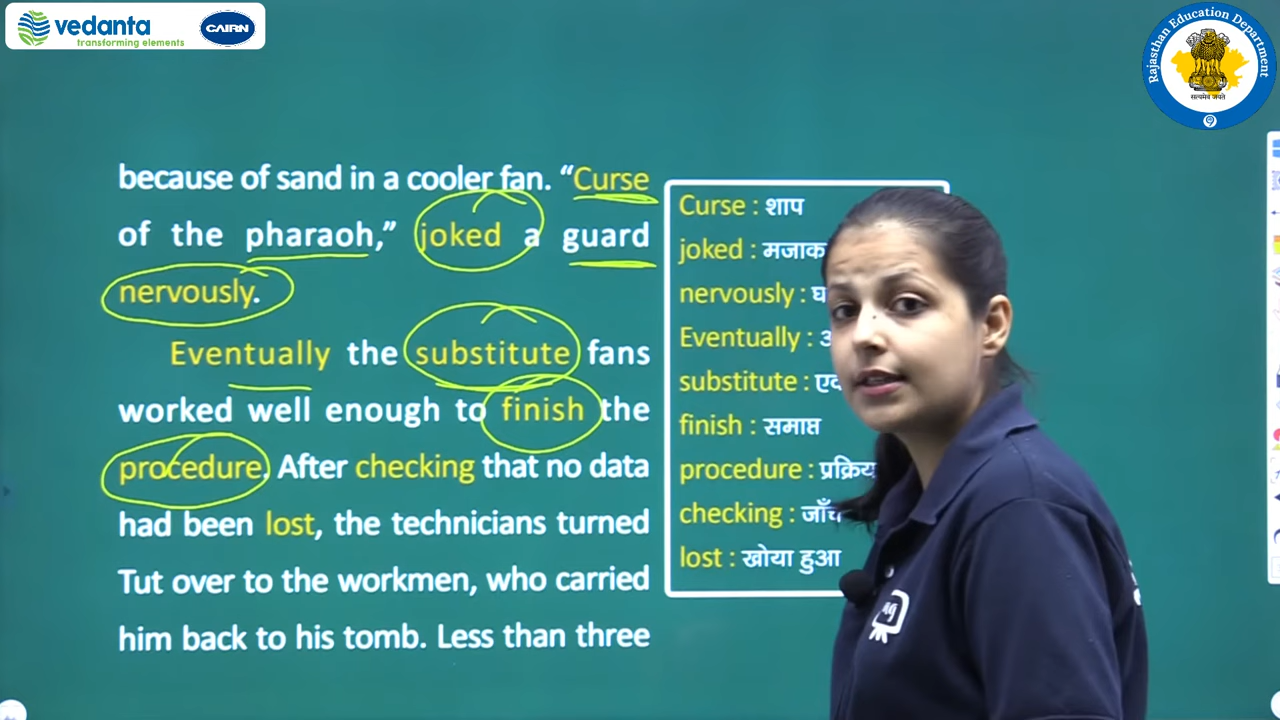 vedanta
transforming elements
CAIRN
Rajasthan Education Department
सत्यमेव जयते
because of sand in a cooler fan. “Curse
of the pharaoh,” joked a guard
nervously.
Eventually the substitute fans
worked well enough to finish the
procedure. After checking that no data
had been lost, the technicians turned
Tut over to the workmen, who carried
him back to his tomb. Less than three
Curse : शाप
joked : मजाक
nervously :
Eventually :
substitute :
finish : समाप्त
procedure :
checking :
lost : खोया हुआ